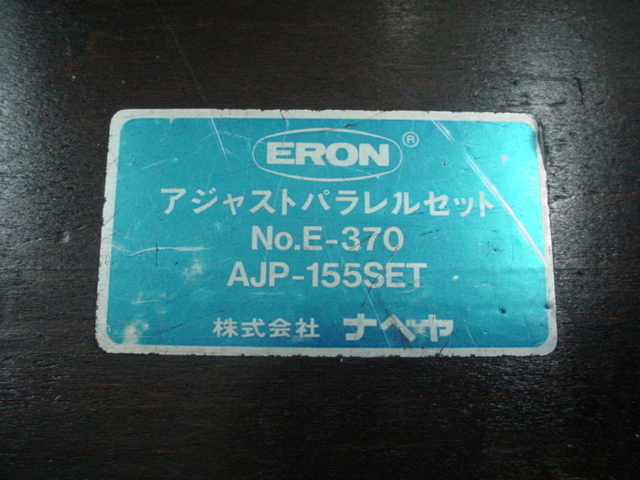 ERON ®
アジャストパラレルセット
No.E-370
AJP-155SET
株式会社 ナベヤ